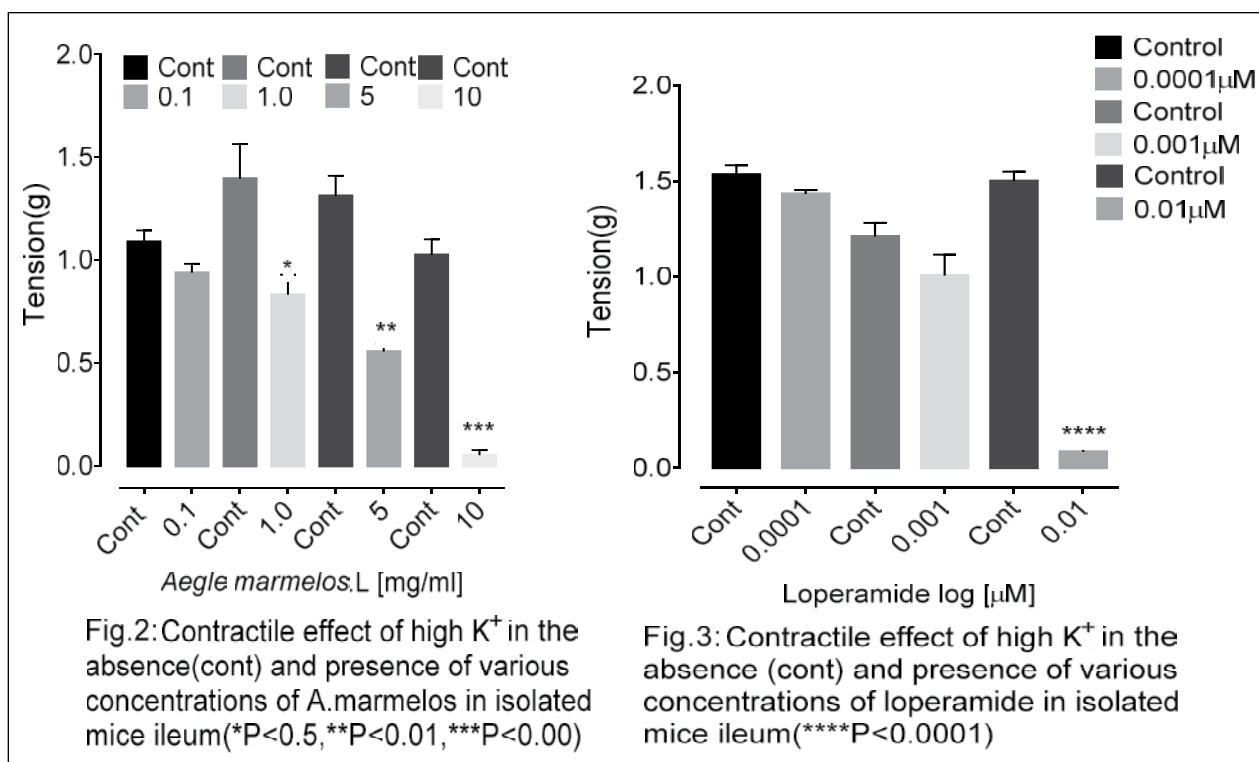 2.0
1.5
1.0
0.5
0.0
Tension(g)
Cont Cont Cont Cont
0.1 1.0 5 10
*
**
***
Cont 0.1 Cont 1.0 Cont 5 Cont 10
Aegle marmelos.L [mg/ml]
Fig.2:Contractile effect of high K⁺ in the
absence(cont) and presence of various
concentrations of A.marmelos in isolated
mice ileum(*P<0.5,**P<0.01,***P<0.00)
2.0
1.5
1.0
0.5
0.0
Tension(g)
Control
0.0001µM
Control
0.001µM
Control
0.01µM
****
Cont 0.0001 Cont 0.001 Cont 0.01
Loperamide log [µM]
Fig.3: Contractile effect of high K⁺ in the
absence (cont) and presence of various
concentrations of loperamide in isolated
mice ileum(****P<0.0001)